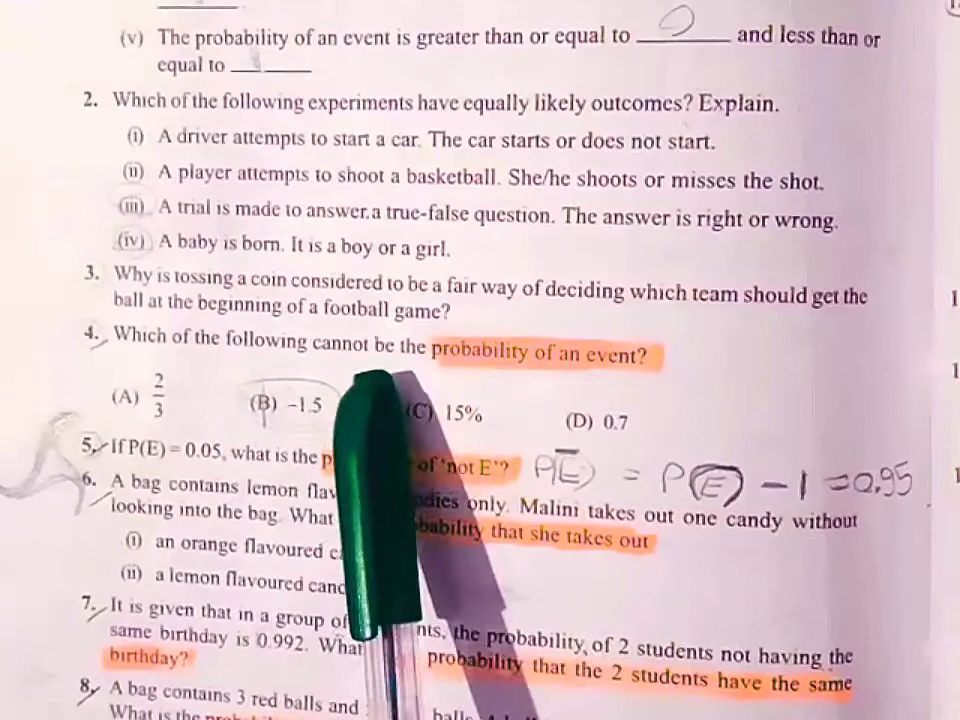 (v) The probability of an event is greater than or equal to 0 and less than or
equal to
2. Which of the following experiments have equally likely outcomes? Explain.
(i) A driver attempts to start a car. The car starts or does not start.
(ii) A player attempts to shoot a basketball. She/he shoots or misses the shot.
(iii) A trial is made to answer a true-false question. The answer is right or wrong.
(iv) A baby is born. It is a boy or a girl.
3. Why is tossing a coin considered to be a fair way of deciding which team should get the
ball at the beginning of a football game?
4. Which of the following cannot be the probability of an event?
(A) 2/3 (B) –1.5 (C) 15% (D) 0.7
5. If P(E) = 0.05, what is the of 'not E'? P(E̅) = P(E) – 1 = 0.95
6. A bag contains lemon only. Malini takes out one candy without
looking into the bag. What that she takes out
(i) an orange flavoured
(ii) a lemon flavoured
7. It is given that in a group of the probability of 2 students not having the
same birthday is 0.992. What probability that the 2 students have the same
birthday?
8. A bag contains 3 red balls and balls
What is the